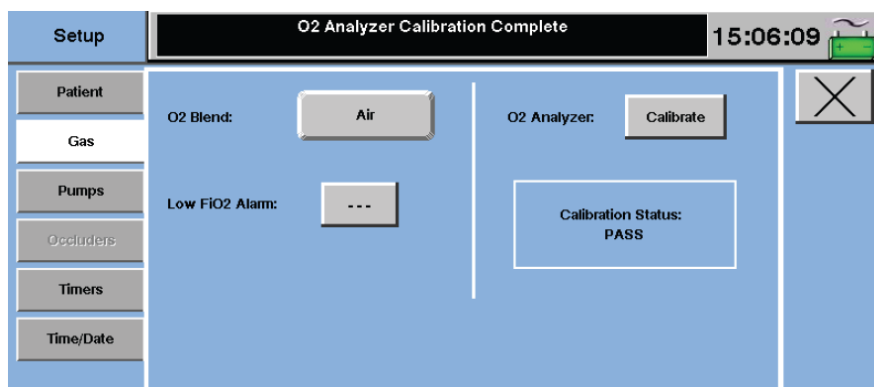 Setup
O2 Analyzer Calibration Complete
15:06:09
Patient
Gas
Pumps
Occluders
Timers
Time/Date
O2 Blend:
Air
Low FiO2 Alarm:
---
O2 Analyzer:
Calibrate
Calibration Status:
PASS